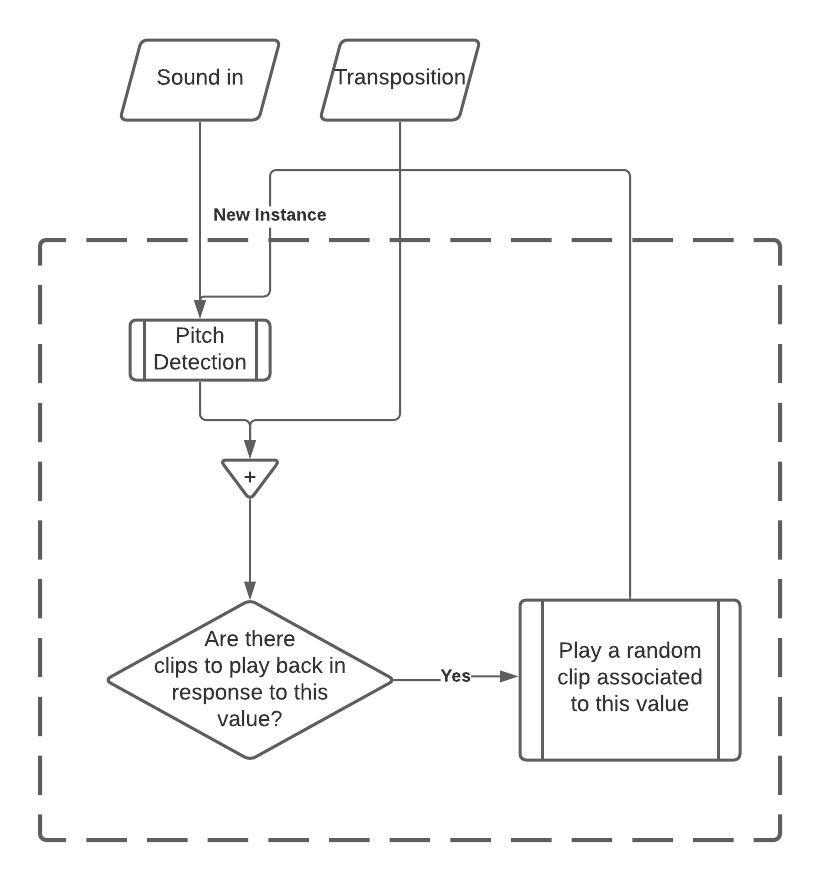 Sound in
Transposition
New Instance
Pitch
Detection
+
Are there
clips to play back in
response to this
value?
Yes
Play a random
clip associated
to this value